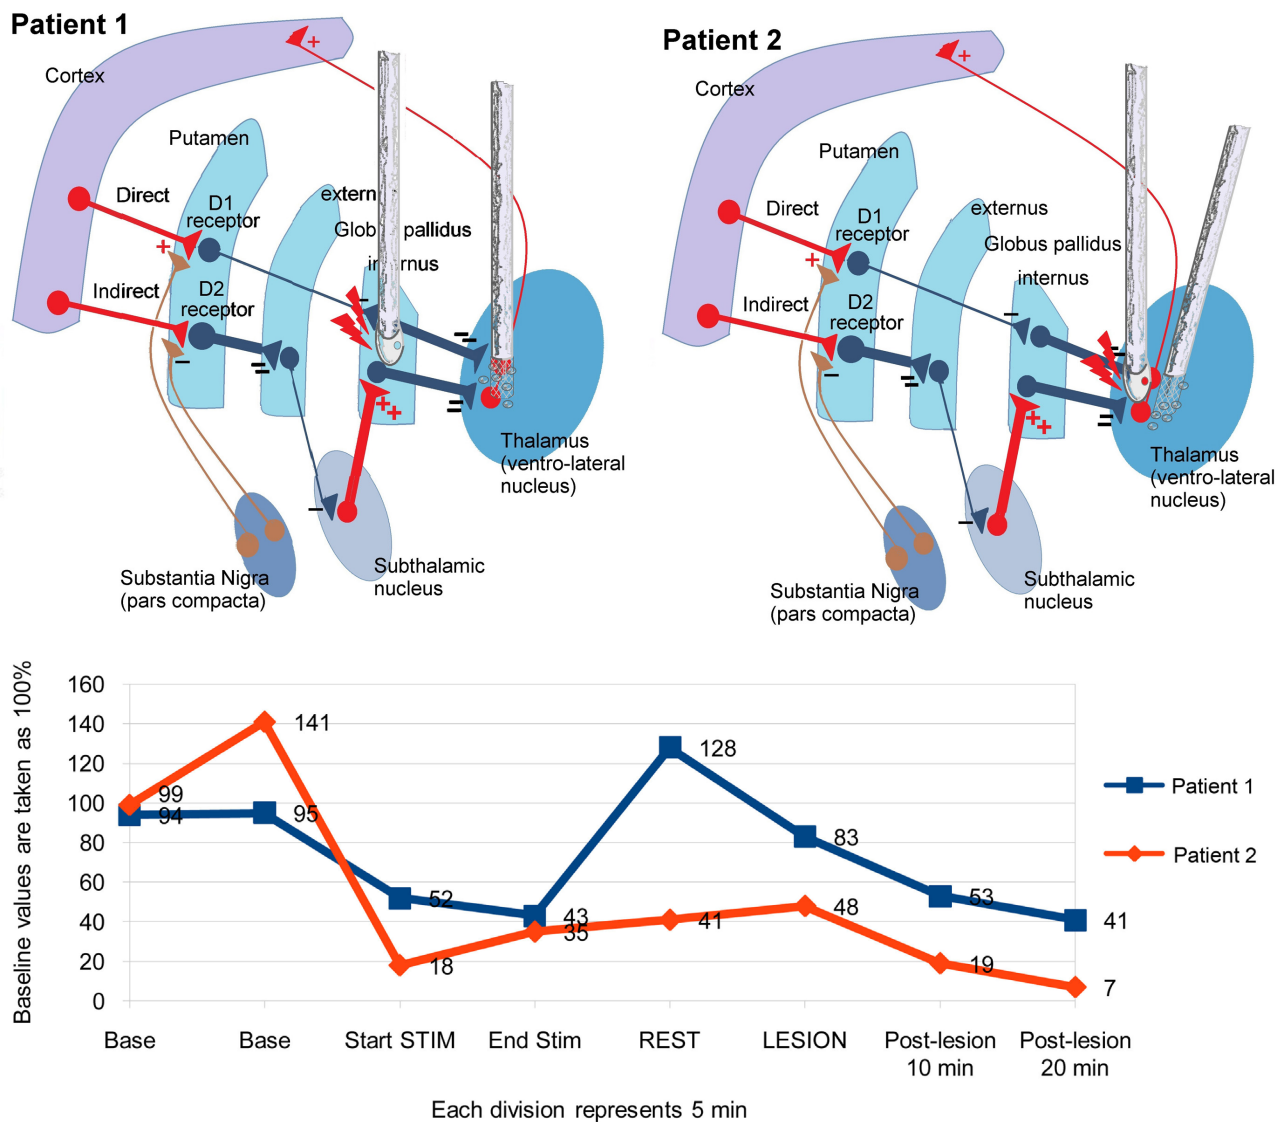 Patient 1
Cortex
Putamen
Direct
D1
receptor
extern
Glob pallidus
in rnus
Indirect
D2
receptor
Thalamus
(ventro-lateral
nucleus)
Subthalamic
nucleus
Substantia Nigra
(pars compacta)
+
+
−
−
=
−
+
+
=
=
Patient 2
Cortex
Putamen
Direct
D1
receptor
externus
Globus pallidus
internus
Indirect
D2
receptor
Thalamus
(ventro-lateral
nucleus)
Subthalamic
nucleus
Substantia Nigra
(pars compacta)
+
+
−
−
=
−
+
+
=
=
Baseline values are taken as 100%
160
140
120
100
80
60
40
20
0
99
94
141
95
52
18
43
35
128
41
83
48
53
19
41
7
Patient 1
Patient 2
Base
Base
Start STIM
End Stim
REST
LESION
Post-lesion
10 min
Post-lesion
20 min
Each division represents 5 min